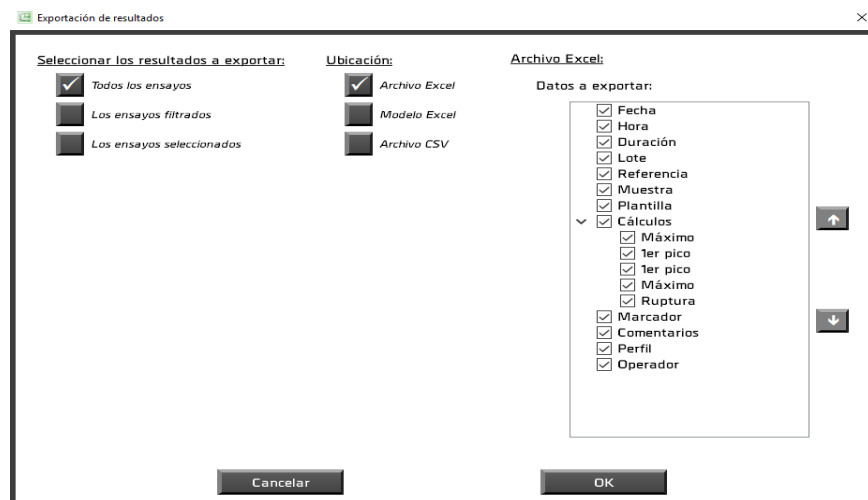 Exportación de resultados
Seleccionar los resultados a exportar:
Todos los ensayos
Los ensayos filtrados
Los ensayos seleccionados
Ubicación:
Archivo Excel
Modelo Excel
Archivo CSV
Archivo Excel:
Datos a exportar:
Fecha
Hora
Duración
Lote
Referencia
Muestra
Plantilla
Cálculos
Máximo
1er pico
1er pico
Máximo
Ruptura
Marcador
Comentarios
Perfil
Operador
Cancelar
OK